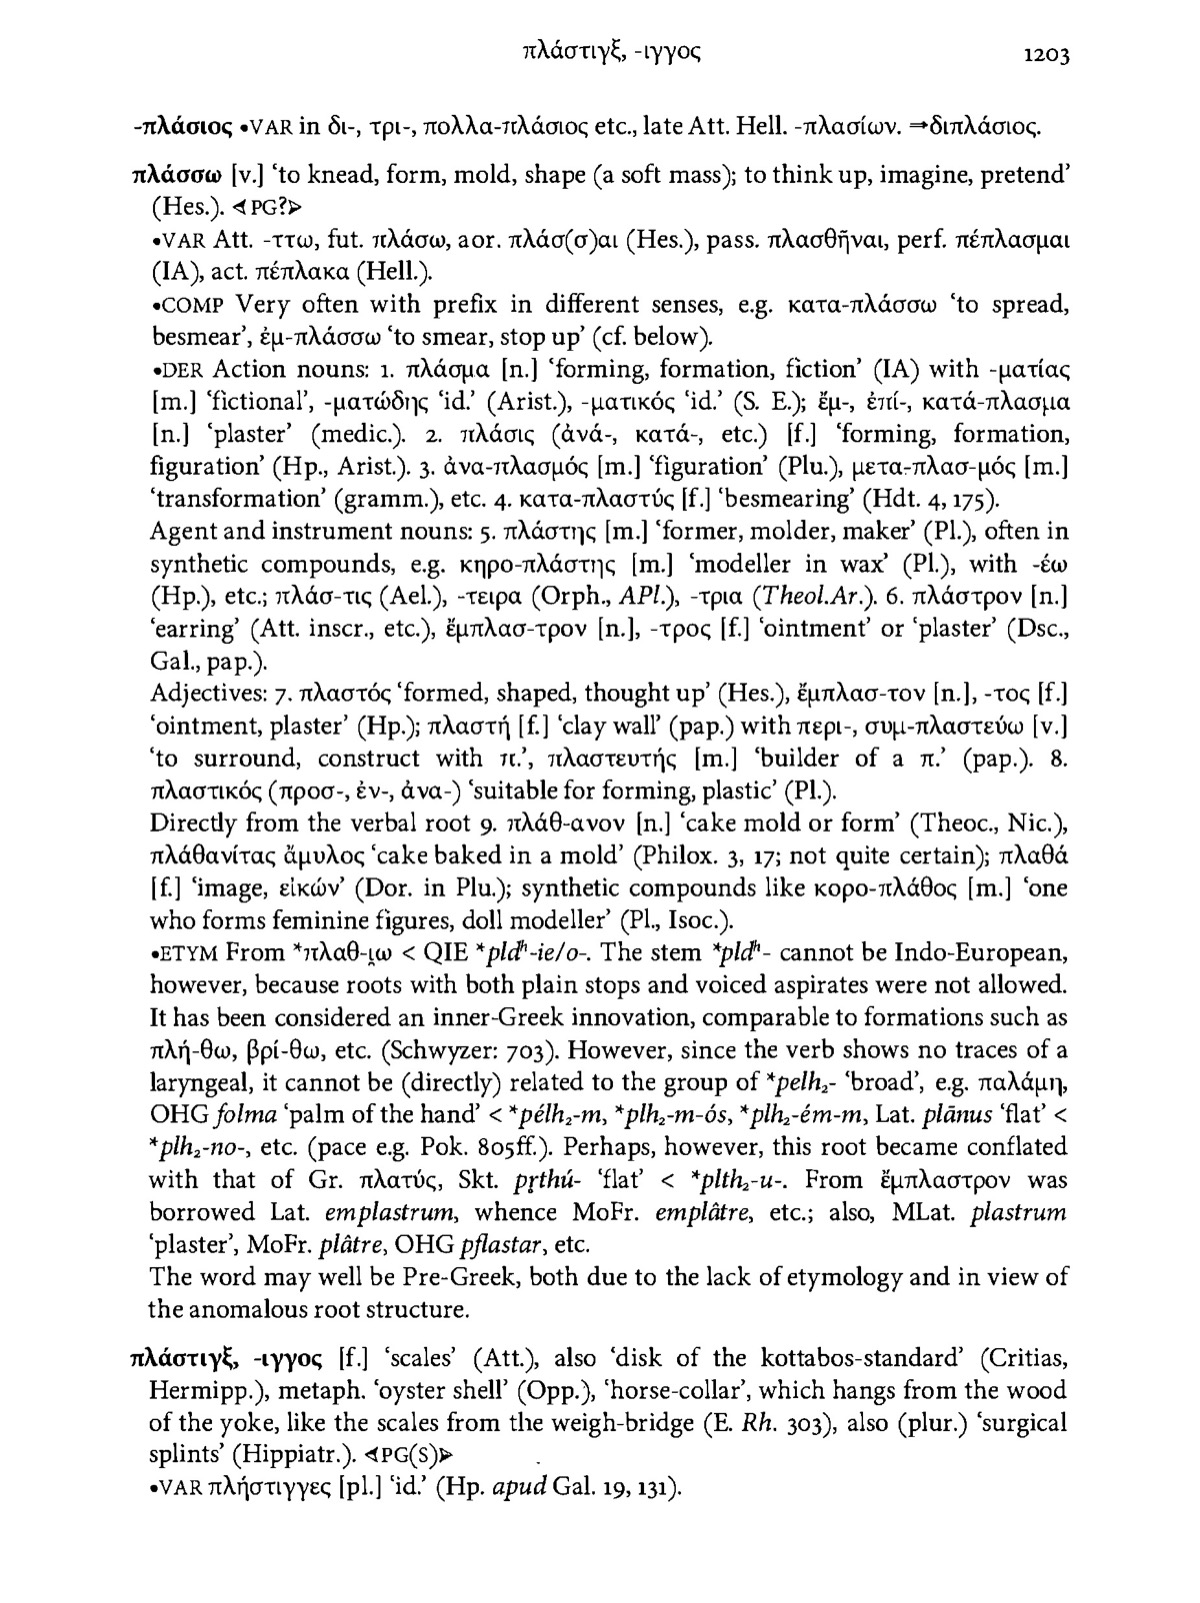 πλάστιγξ, -ιγγος 1203
-πλάσιος •VAR in δι-, τρι-, πολλα-πλάσιος etc., late Att. Hell. -πλασίων. ⇒διπλάσιος.
πλάσσω [v.] ‘to knead, form, mold, shape (a soft mass); to think up, imagine, pretend’
(Hes.). ⊲PG?⊳
•VAR Att. -ττω, fut. πλάσω, aor. πλάσ(σ)αι (Hes.), pass. πλασθῆναι, perf. πέπλασμαι
(IA), act. πέπλακα (Hell.).
•COMP Very often with prefix in different senses, e.g. κατα-πλάσσω ‘to spread,
besmear’, ἐμ-πλάσσω ‘to smear, stop up’ (cf. below).
•DER Action nouns: 1. πλάσμα [n.] ‘forming, formation, fiction’ (IA) with -ματίας
[m.] ‘fictional’, -ματώδης ‘id.’ (Arist.), -ματικός ‘id.’ (S. E.); ἔμ-, ἐπί-, κατά-πλασμα
[n.] ‘plaster’ (medic.). 2. πλάσις (ἀνά-, κατά-, etc.) [f.] ‘forming, formation,
figuration’ (Hp., Arist.). 3. ἀνα-πλασμός [m.] ‘figuration’ (Plu.), μετα-πλασ-μός [m.]
‘transformation’ (gramm.), etc. 4. κατα-πλαστύς [f.] ‘besmearing’ (Hdt. 4, 175).
Agent and instrument nouns: 5. πλάστης [m.] ‘former, molder, maker’ (Pl.), often in
synthetic compounds, e.g. κηρο-πλάστης [m.] ‘modeller in wax’ (Pl.), with -έω
(Hp.), etc.; πλάσ-τις (Ael.), -τειρα (Orph., APl.), -τρια (Theol.Ar.). 6. πλάστρον [n.]
‘earring’ (Att. inscr., etc.), ἔμπλασ-τρον [n.], -τρος [f.] ‘ointment’ or ‘plaster’ (Dsc.,
Gal., pap.).
Adjectives: 7. πλαστός ‘formed, shaped, thought up’ (Hes.), ἔμπλασ-τον [n.], -τος [f.]
‘ointment, plaster’ (Hp.); πλαστή [f.] ‘clay wall’ (pap.) with περι-, συμ-πλαστεύω [v.]
‘to surround, construct with π.’, πλαστευτής [m.] ‘builder of a π.’ (pap.). 8.
πλαστικός (προσ-, ἐν-, ἀνα-) ‘suitable for forming, plastic’ (Pl.).
Directly from the verbal root 9. πλάθ-ανον [n.] ‘cake mold or form’ (Theoc., Nic.),
πλάθανίτας ἄμυλος ‘cake baked in a mold’ (Philox. 3, 17; not quite certain); πλαθά
[f.] ‘image, εἰκών’ (Dor. in Plu.); synthetic compounds like κορο-πλάθος [m.] ‘one
who forms feminine figures, doll modeller’ (Pl., Isoc.).
•ETYM From *πλαθ-ι̯ω < QIE *pldʰ-ie/o-. The stem *pldʰ- cannot be Indo-European,
however, because roots with both plain stops and voiced aspirates were not allowed.
It has been considered an inner-Greek innovation, comparable to formations such as
πλή-θω, βρί-θω, etc. (Schwyzer: 703). However, since the verb shows no traces of a
laryngeal, it cannot be (directly) related to the group of *pelh₂- ‘broad’, e.g. παλάμη,
OHG folma ‘palm of the hand’ < *pélh₂-m, *plh₂-m-ós, *plh₂-ém-m, Lat. plānus ‘flat’ <
*plh₂-no-, etc. (pace e.g. Pok. 805ff.). Perhaps, however, this root became conflated
with that of Gr. πλατύς, Skt. pṛthú- ‘flat’ < *plth₂-u-. From ἔμπλαστρον was
borrowed Lat. emplastrum, whence MoFr. emplâtre, etc.; also, MLat. plastrum
‘plaster’, MoFr. plâtre, OHG pflastar, etc.
The word may well be Pre-Greek, both due to the lack of etymology and in view of
the anomalous root structure.
πλάστιγξ, -ιγγος [f.] ‘scales’ (Att.), also ‘disk of the kottabos-standard’ (Critias,
Hermipp.), metaph. ‘oyster shell’ (Opp.), ‘horse-collar’, which hangs from the wood
of the yoke, like the scales from the weigh-bridge (E. Rh. 303), also (plur.) ‘surgical
splints’ (Hippiatr.). ⊲PG(S)⊳
•VAR πλήστιγγες [pl.] ‘id.’ (Hp. apud Gal. 19, 131).